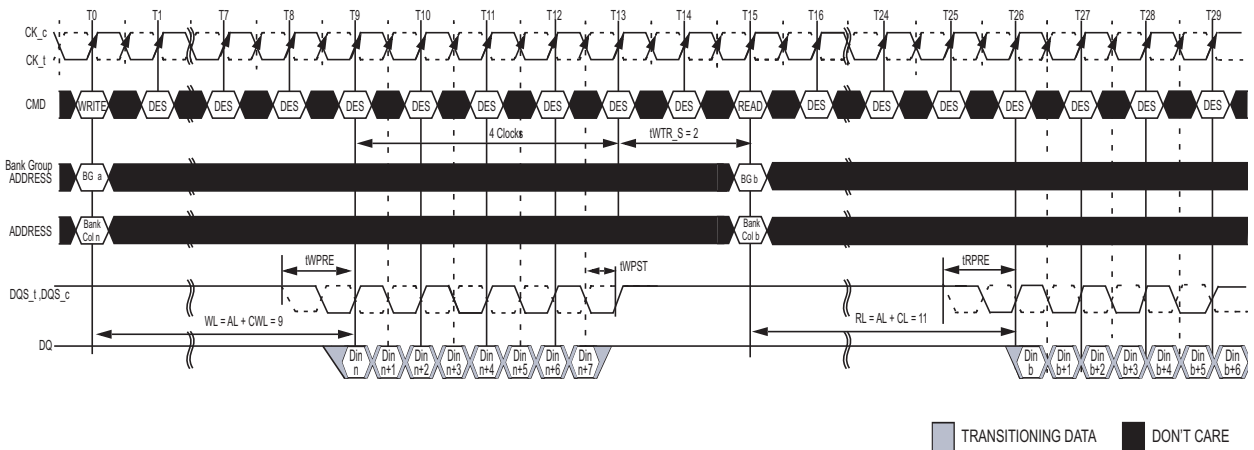 T0 T1 T7 T8 T9 T10 T11 T12 T13 T14 T15 T16 T24 T25 T26 T27 T28 T29
CK_c
CK_t
CMD WRITE DES DES DES DES DES DES DES DES DES READ DES DES DES DES DES DES DES
4 Clocks tWTR_S = 2
Bank Group
ADDRESS BG a BG b
ADDRESS Bank Col n Bank Col b
tWPRE tWPST tRPRE
DQS_t ,DQS_c
WL = AL + CWL = 9 RL = AL + CL = 11
DQ Din n Din n+1 Din n+2 Din n+3 Din n+4 Din n+5 Din n+6 Din n+7 Din b Din b+1 Din b+2 Din b+3 Din b+4 Din b+5 Din b+6
TRANSITIONING DATA DON'T CARE